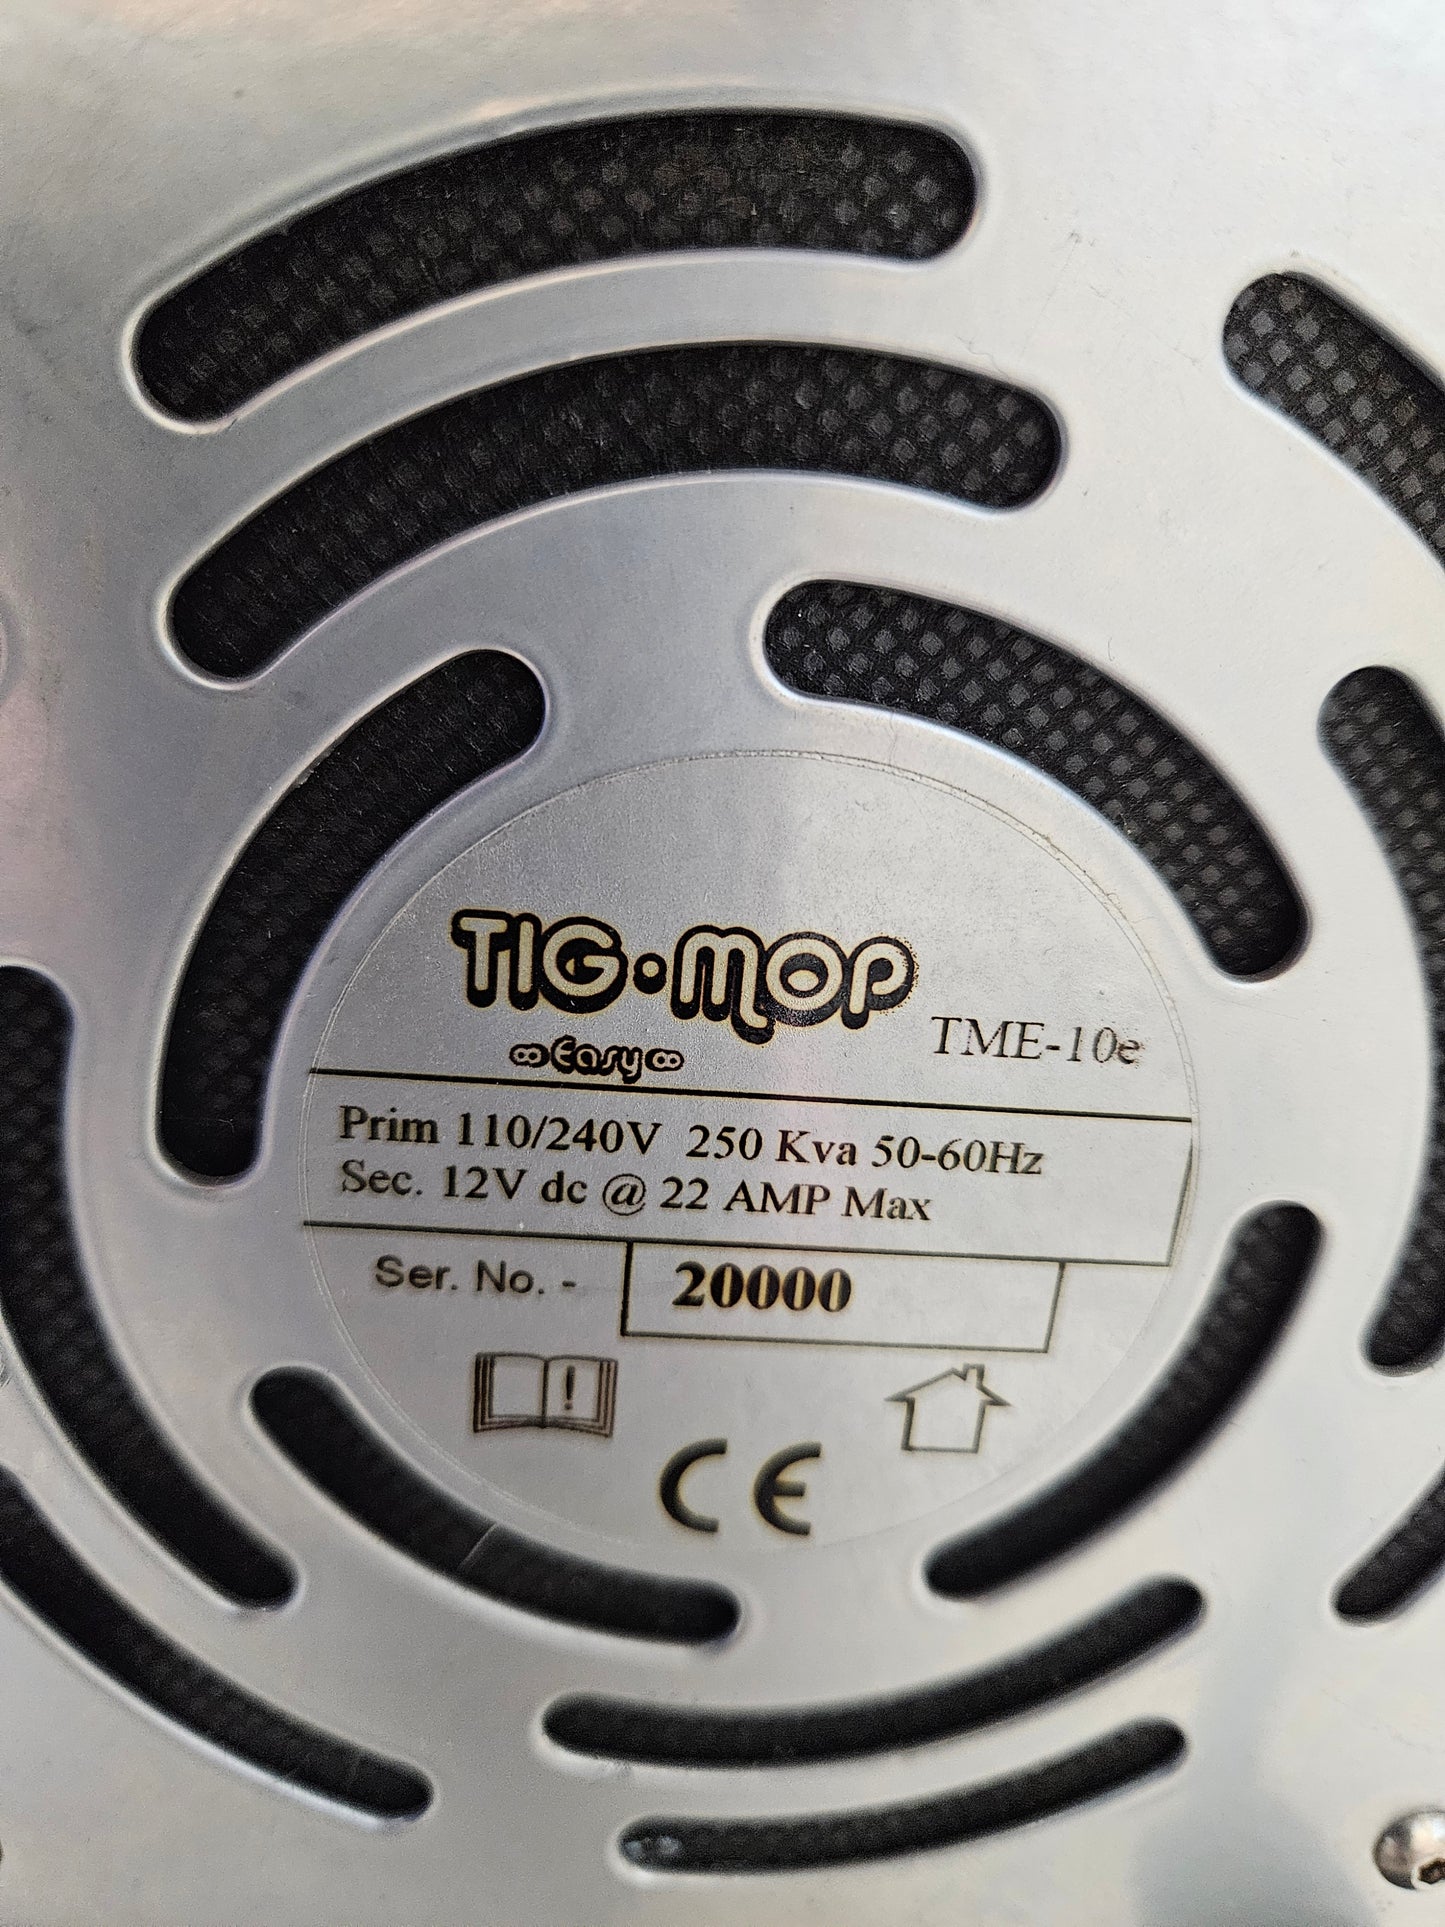 TIG·MOP
Easy
TME-10e
Prim 110/240V 250 Kva 50-60Hz
Sec. 12V dc @ 22 AMP Max
Ser. No. - 20000
!
CE